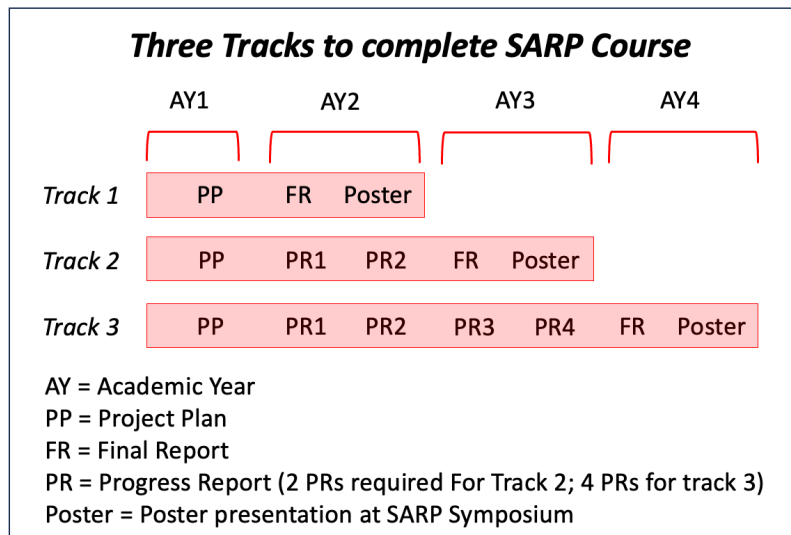 Three Tracks to complete SARP Course
AY1 AY2 AY3 AY4
Track 1 PP FR Poster
Track 2 PP PR1 PR2 FR Poster
Track 3 PP PR1 PR2 PR3 PR4 FR Poster
AY = Academic Year
PP = Project Plan
FR = Final Report
PR = Progress Report (2 PRs required For Track 2; 4 PRs for track 3)
Poster = Poster presentation at SARP Symposium